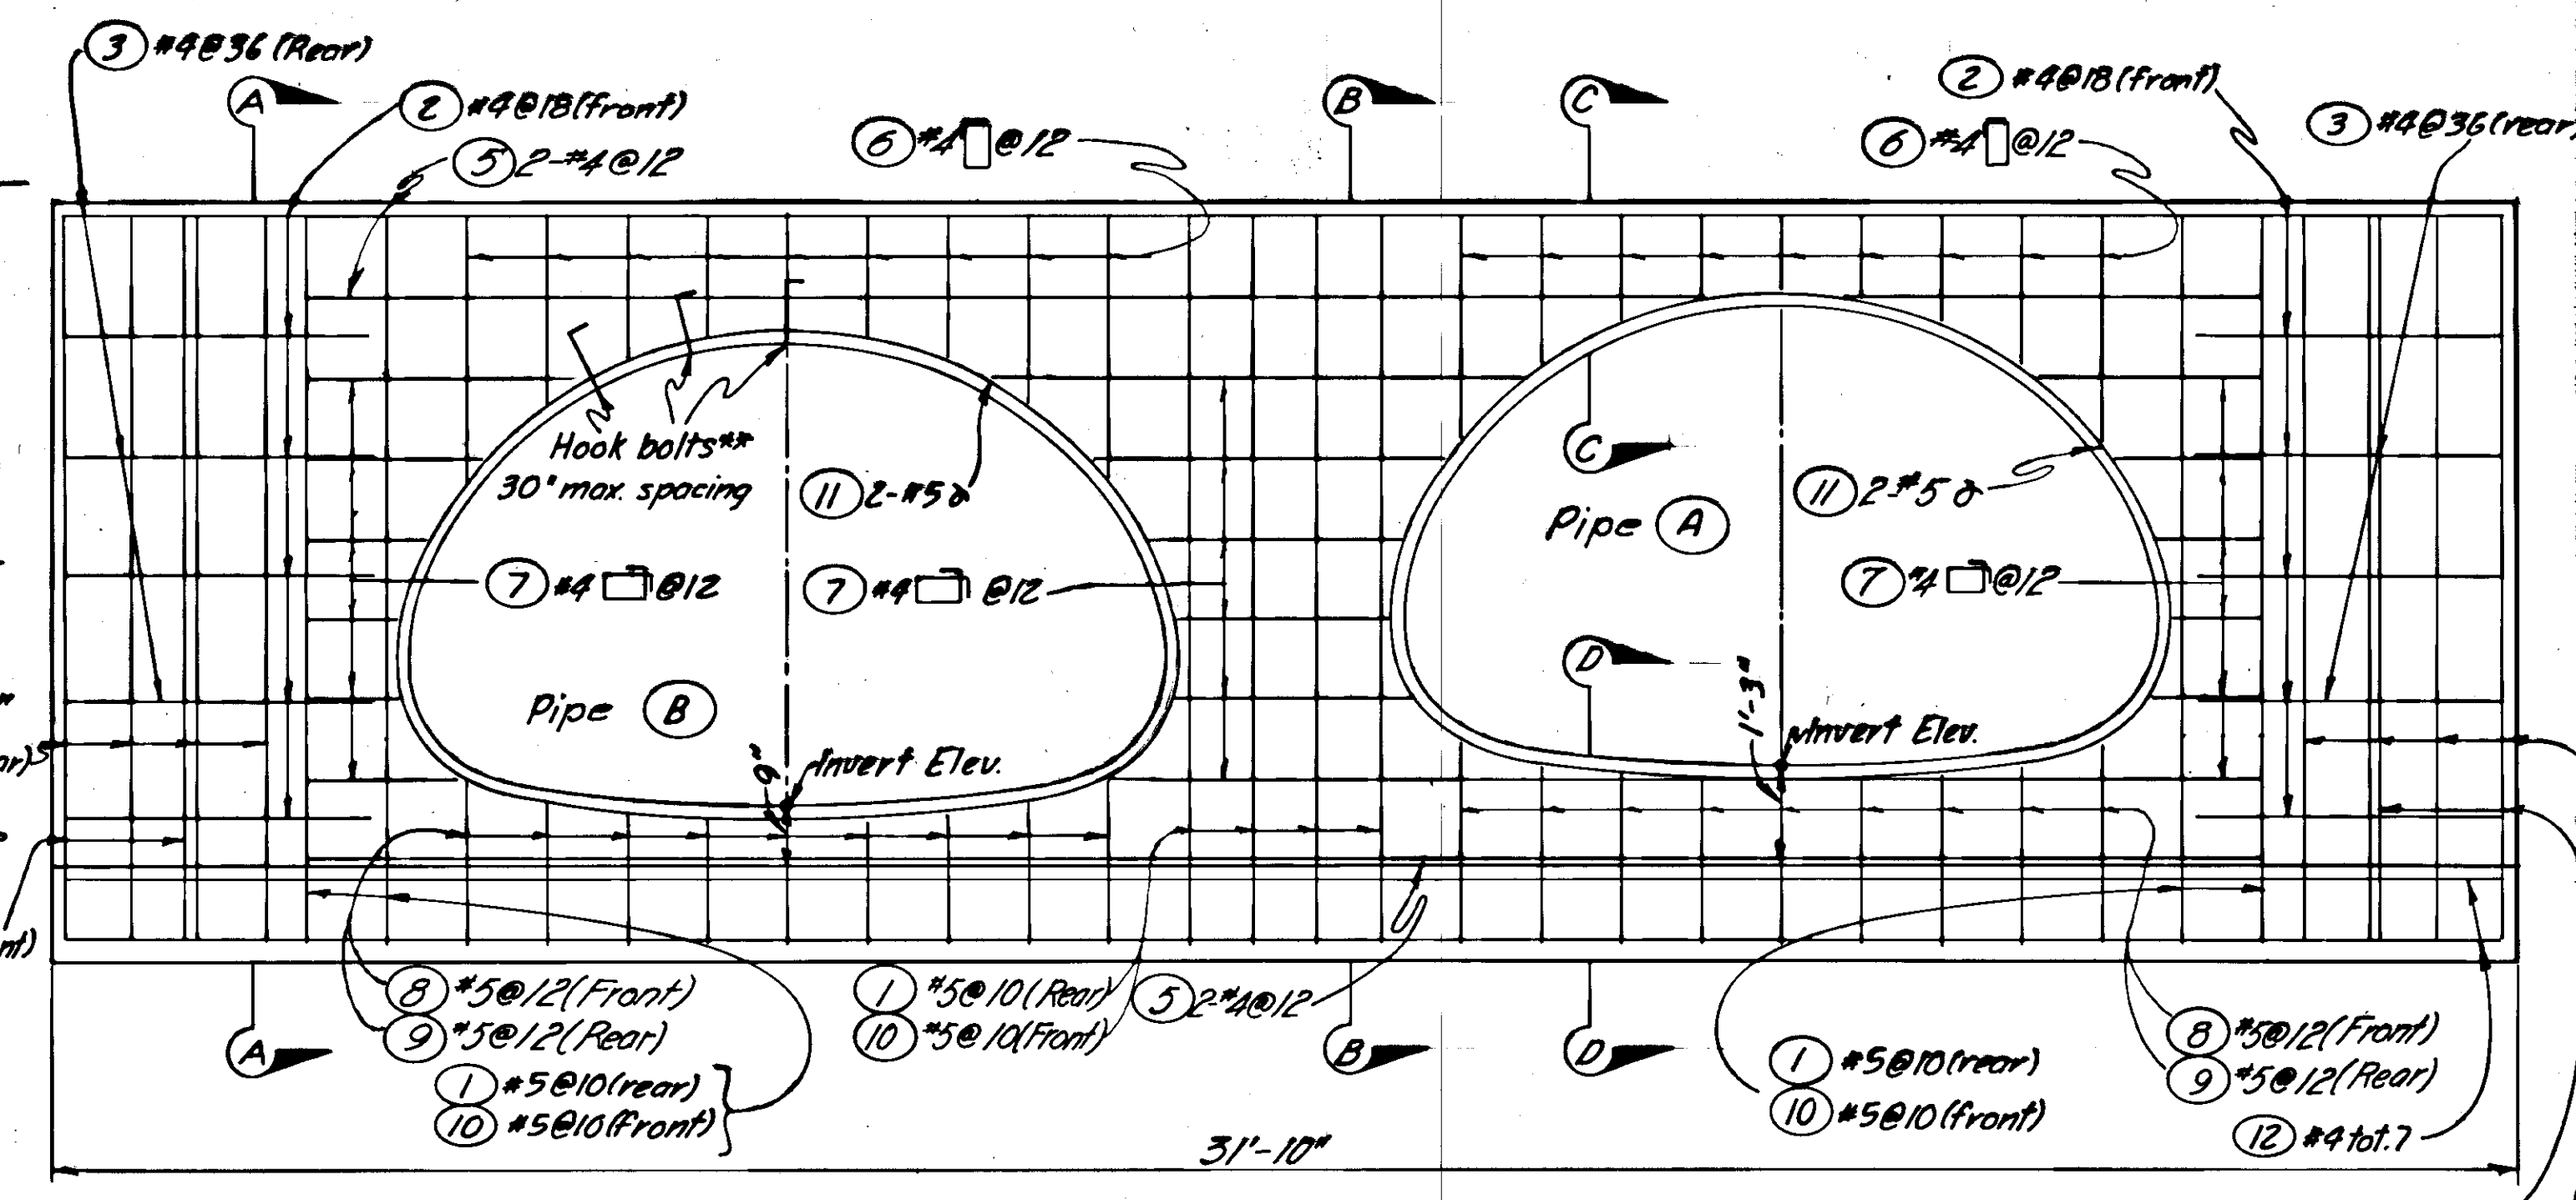 3 #4@36 (Rear)
A
2 #4@18(front)
5 2-#4@12
6 #4 @12
B
C
2 #4@18(front)
6 #4 @12
3 #4@36(rear)
Hook bolts**
30" max. spacing
11 2-#5
C
11 2-#5
Pipe A
7 #4 @12
7 #4 @12
7 #4 @12
D
Pipe B
1'-3"
Invert Elev.
9"
Invert Elev.
8 #5@12(Front)
9 #5@12(Rear)
1 #5@10(Rear)
10 #5@10(Front)
5 2-#4@12
A
B
D
1 #5@10(rear)
10 #5@10(front)
1 #5@10(rear)
10 #5@10(front)
8 #5@12(Front)
9 #5@12(Rear)
12 #4 tot.7
31'-10"